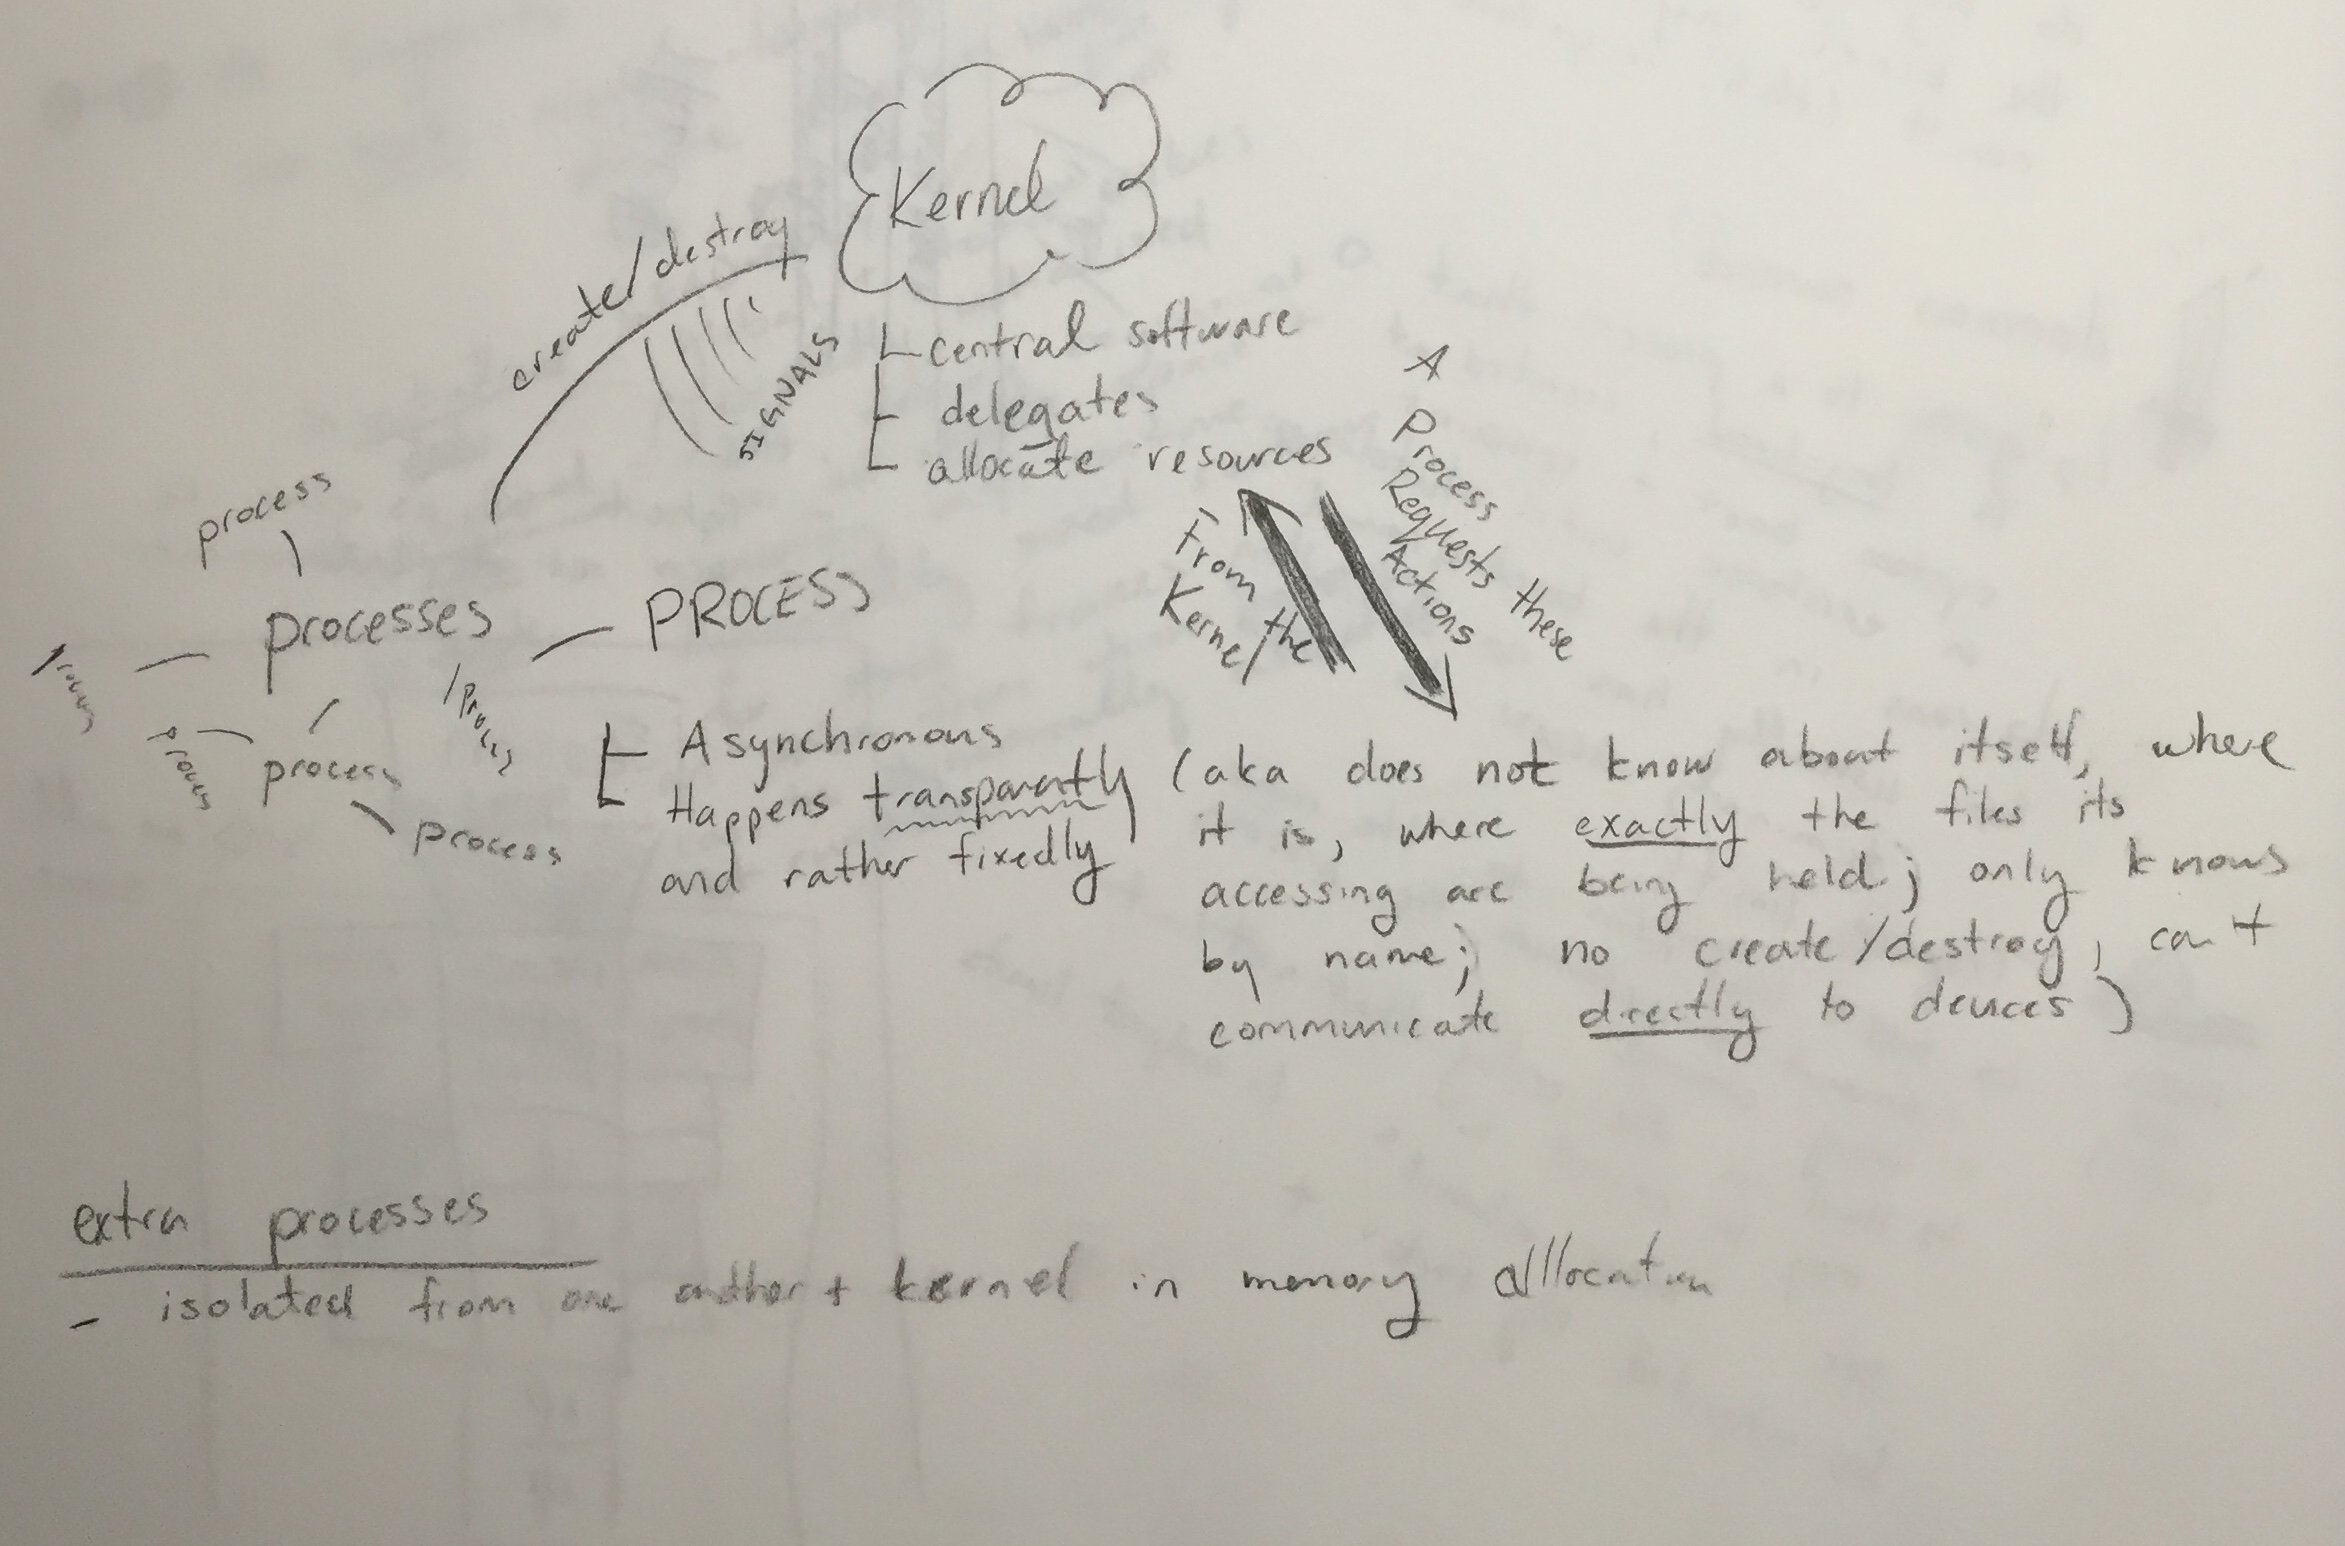 Kernel
create/destroy
SIGNALS
central software
delegates
allocate resources
A
Process
Requests these
Actions
From the
Kernel
process
processes
PROCESS
process
process
process
process
process
Asynchronous
Happens transparently
and rather fixedly
(aka does not know about itself, where
it is, where exactly the files its
accessing are being held; only knows
by name; no create/destroy, can't
communicate directly to devices)
extra processes
- isolated from one another + kernel in memory allocation